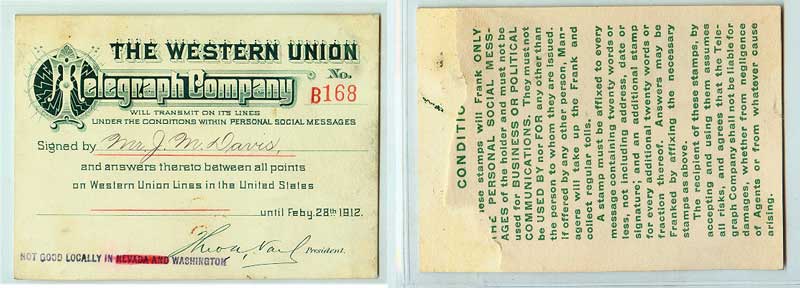 THE WESTERN UNION
Telegraph Company
No.
B168
WILL TRANSMIT ON ITS LINES
UNDER THE CONDITIONS WITHIN PERSONAL SOCIAL MESSAGES
Signed by Mr. J. M. Davis,
and answers thereto between all points
on Western Union Lines in the United States
until Feby. 28th 1912.
Theo. N. Vail President.
NOT GOOD LOCALLY IN NEVADA AND WASHINGTON
CONDITIO
ese stamps will Frank ONLY
THE PERSONAL SOCIAL MESS-
AGES of the holder and must not be
used for BUSINESS OR POLITICAL
COMMUNICATIONS. They must not
be USED BY nor FOR any other than
the person to whom they are issued.
If offered by any other person, Man-
agers will take up the Frank and
collect regular tolls.
A stamp must be affixed to every
message containing twenty words or
less, not including address, date or
signature; and an additional stamp
for every additional twenty words or
fraction thereof. Answers may be
Franked by affixing the necessary
stamps as above.
The recipient of these stamps, by
accepting and using them assumes
all risks, and agrees that the Tele-
graph Company shall not be liable for
damages, whether from negligence
of Agents or from whatever cause
arising.